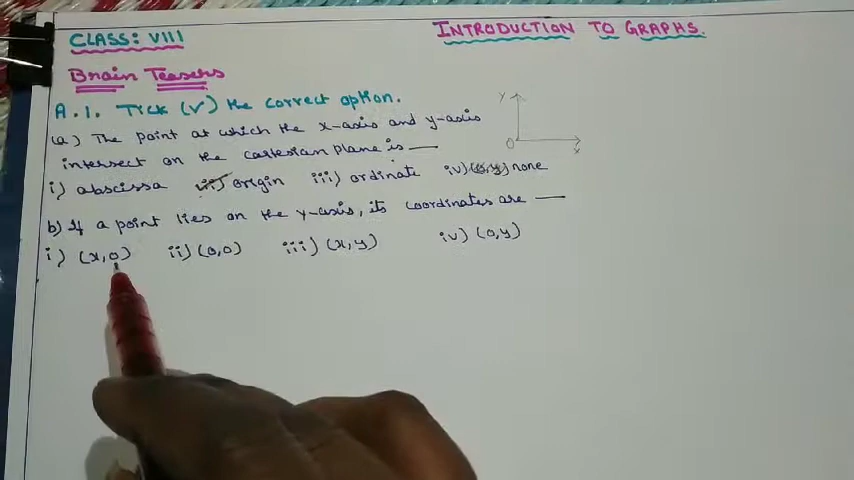 CLASS: VIII
INTRODUCTION TO GRAPHS.
Brain Teasers
A.1. Tick (✓) the correct option.
(a) The point at which the x-axis and y-axis
intersect on the cartesian plane is ——
i) abscissa ii) origin iii) ordinate iv) none
b) If a point lies on the y-axis, its coordinates are ——
i) (x,0) ii) (0,0) iii) (x,y) iv) (0,y)
Y
O
X